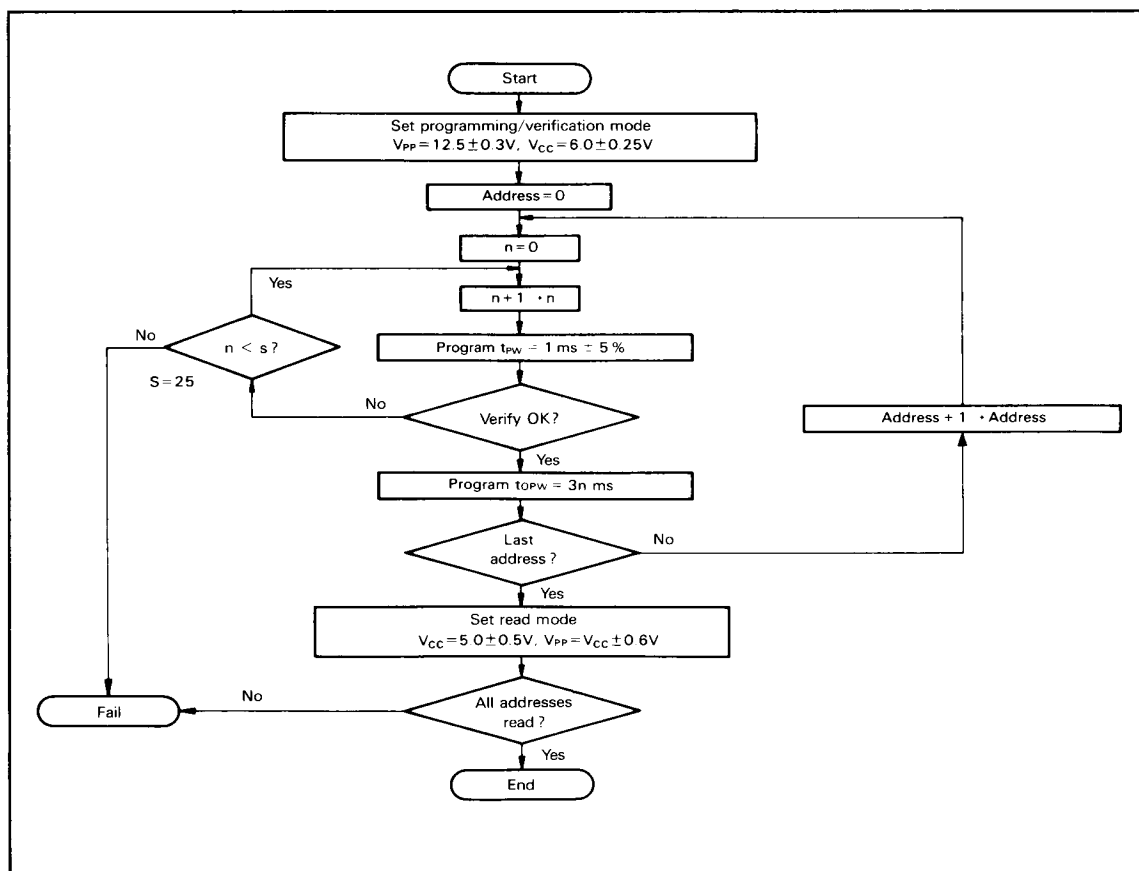 Start
Set programming/verification mode
VPP=12.5±0.3V, VCC=6.0±0.25V
Address=0
n=0
Yes
n+1 · n
No
n < s?
S=25
Program tPW = 1 ms ± 5%
No
Verify OK?
Address + 1 · Address
Yes
Program tOPW = 3n ms
Last
address?
No
Yes
Set read mode
VCC=5.0±0.5V, VPP=VCC±0.6V
No
All addresses
read?
Fail
Yes
End